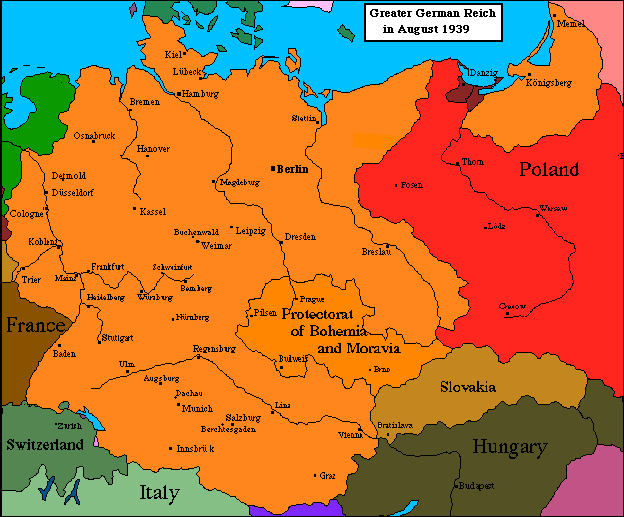 Greater German Reich
in August 1939
Memel
Kiel
Lübeck
Danzig
Königsberg
Hamburg
Bremen
Stettin
Osnabruck
Hanover
Thorn
Poland
Berlin
Detmold
Magdeburg
Posen
Düsseldorf
Cologne
Kassel
Warsaw
Buchenwald
Leipzig
Lódz
Koblenz
Weimar
Dresden
Breslau
Frankfurt
Schweinfurt
Trier
Mainz
Bamberg
Heidelberg
Würzburg
Prague
Cracow
France
Nürnberg
Pilsen
Protectorat
of Bohemia
and Moravia
Stuttgart
Baden
Regensburg
Budweis
Ulm
Brno
Augsburg
Slovakia
Dachau
Munich
Linz
Salzburg
Zurich
Berchtesgaden
Vienna
Bratislava
Switzerland
Innsbrück
Hungary
Graz
Italy
Budapest